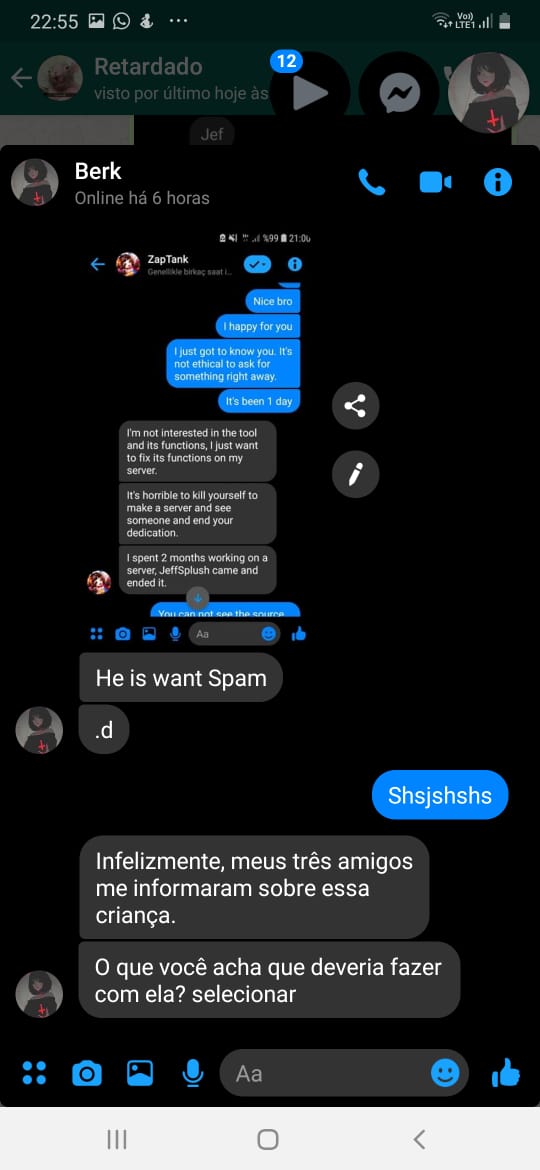 22:55
Vo))
LTE1
Retardado
visto por último hoje às
12
Jef
Berk
Online há 6 horas
%99 21:06
ZapTank
Genellikle birkaç saat i...
Nice bro
I happy for you
I just got to know you. It's
not ethical to ask for
something right away.
It's been 1 day
I'm not interested in the tool
and its functions, I just want
to fix its functions on my
server.
It's horrible to kill yourself to
make a server and see
someone and end your
dedication.
I spent 2 months working on a
server, JeffSplush came and
ended it.
You can not see the source
Aa
He is want Spam
.d
Shsjshshs
Infelizmente, meus três amigos
me informaram sobre essa
criança.
O que você acha que deveria fazer
com ela? selecionar
Aa